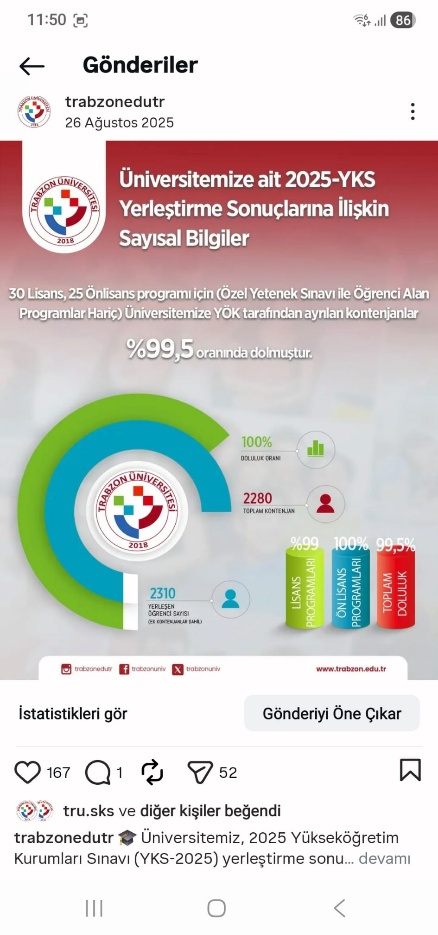 11:50
86
Gönderiler
trabzonedutr
26 Ağustos 2025
TRABZON ÜNİVERSİTESİ
2018
Üniversitemize ait 2025-YKS
Yerleştirme Sonuçlarına İlişkin
Sayısal Bilgiler
30 Lisans, 25 Önlisans programı için (Özel Yetenek Sınavı ile Öğrenci Alan
Programlar Hariç) Üniversitemize YÖK tarafından ayrılan kontenjanlar
%99,5 oranında dolmuştur.
100%
DOLULUK ORANI
2280
TOPLAM KONTENJAN
TRABZON ÜNİVERSİTESİ
2018
2310
YERLEŞEN
ÖĞRENCİ SAYISI
(EK KONTENJANLAR DAHİL)
%99 100% 99,5%
LİSANS
PROGRAMLARI
ÖN LİSANS
PROGRAMLARI
TOPLAM
DOLULUK
trabzonedutr trabzonuniv trabzonuniv www.trabzon.edu.tr
İstatistikleri gör
Gönderiyi Öne Çıkar
167 1 52
tru.sks ve diğer kişiler beğendi
trabzonedutr 🎓 Üniversitemiz, 2025 Yükseköğretim
Kurumları Sınavı (YKS-2025) yerleştirme sonu... devamı